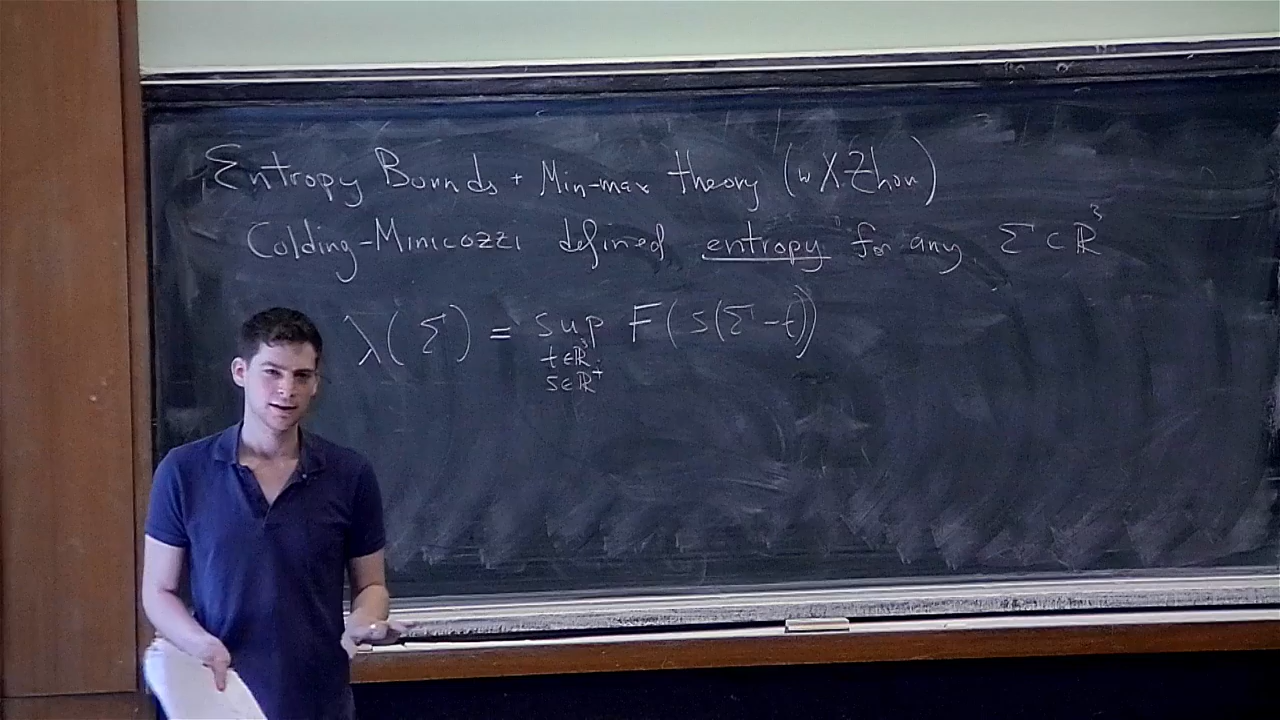 Entropy Bounds + Min-max theory (w X. Zhou)
Colding-Minicozzi defined "entropy" for any Σ ⊂ ℝ³
λ(Σ) = sup F(s(Σ-t))
t∈ℝ³
s∈ℝ⁺